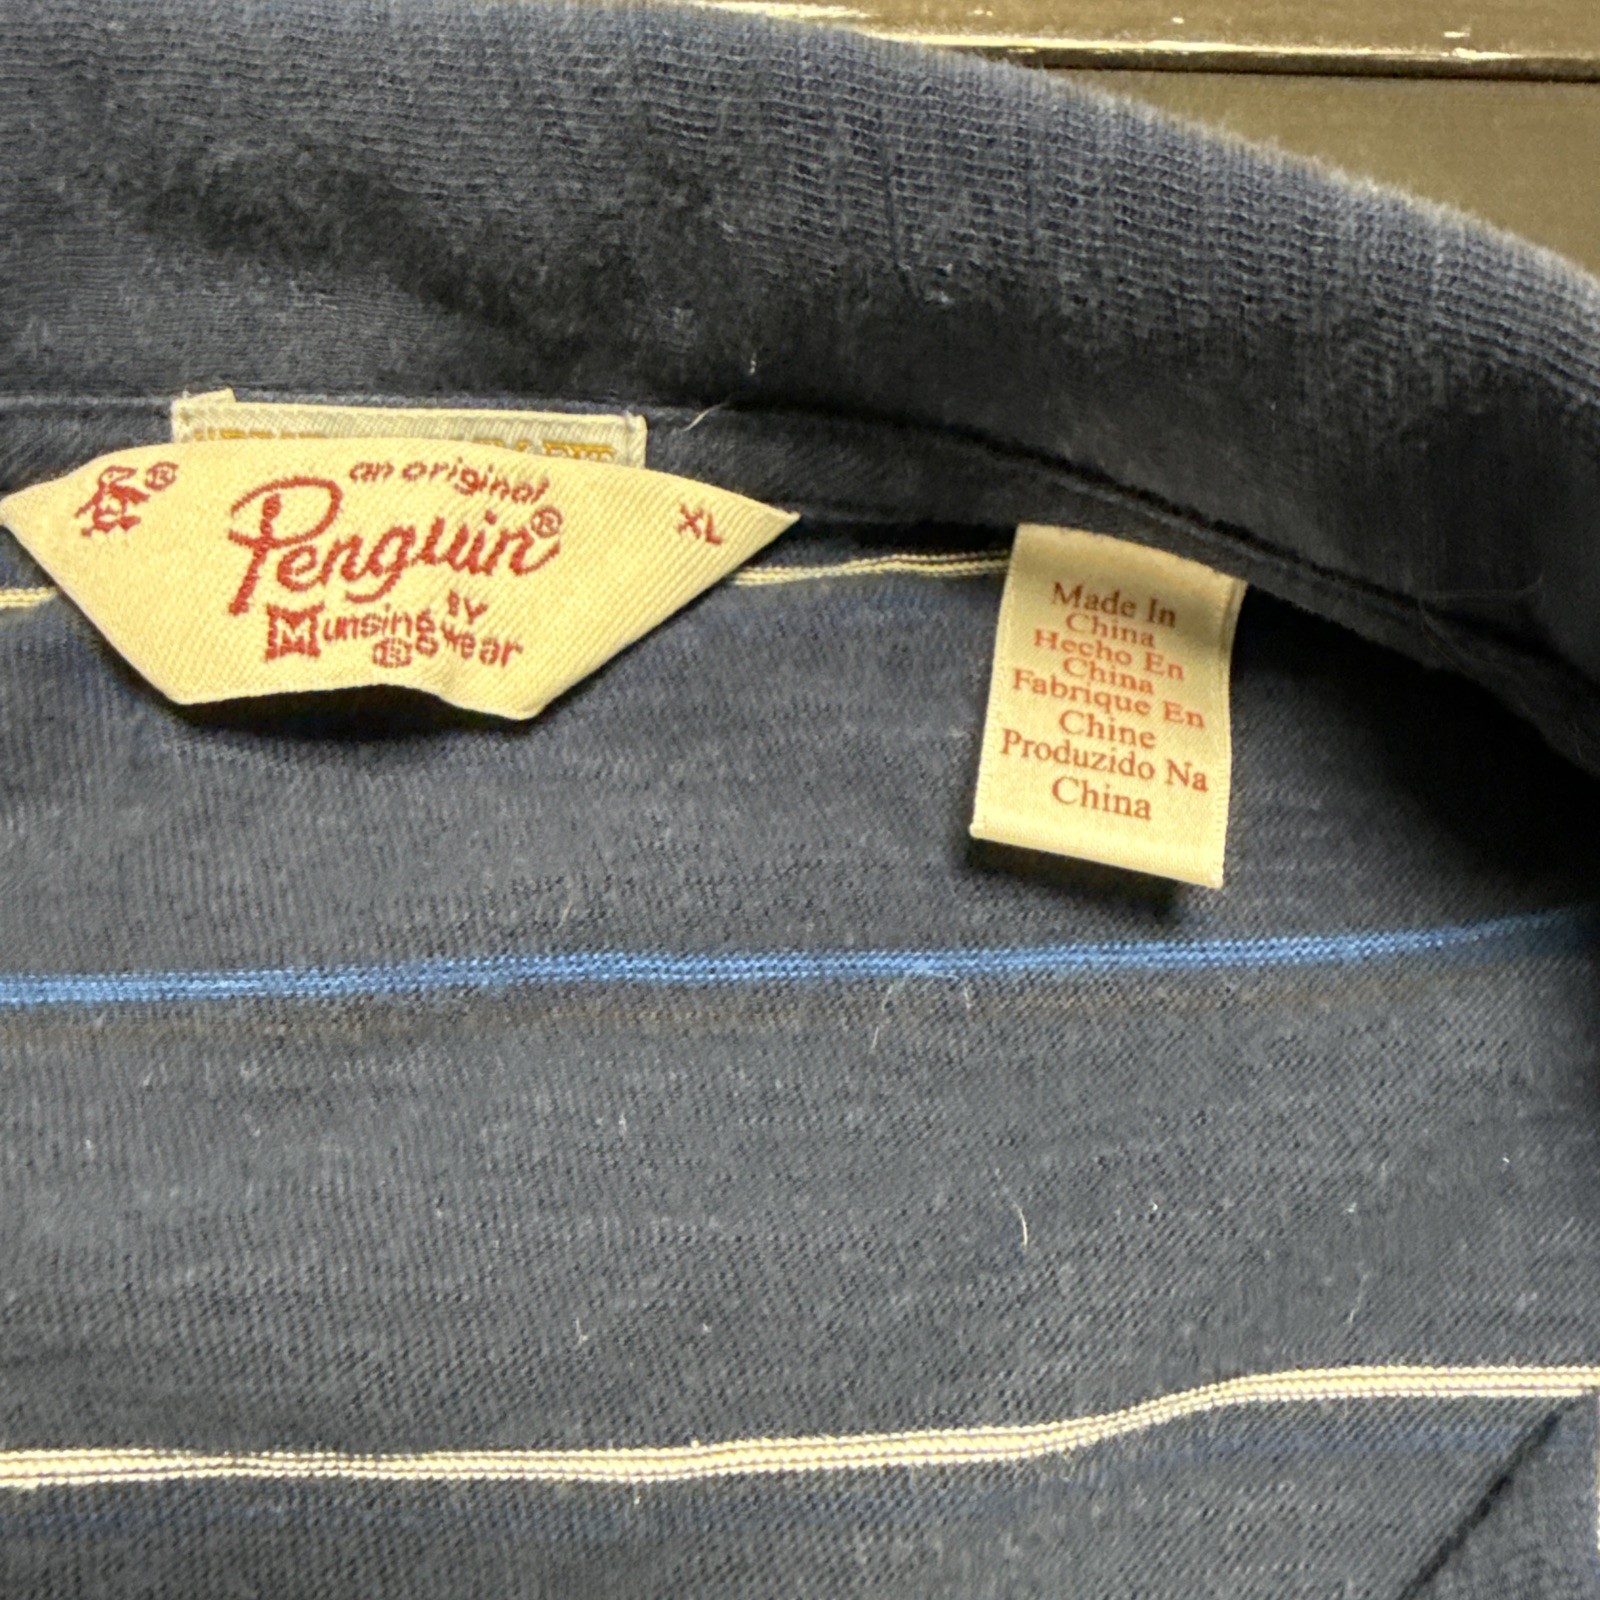 an original
Penguin®
BY
Munsingwear
®
XL
®
Made In
China
Hecho En
China
Fabrique En
Chine
Produzido Na
China